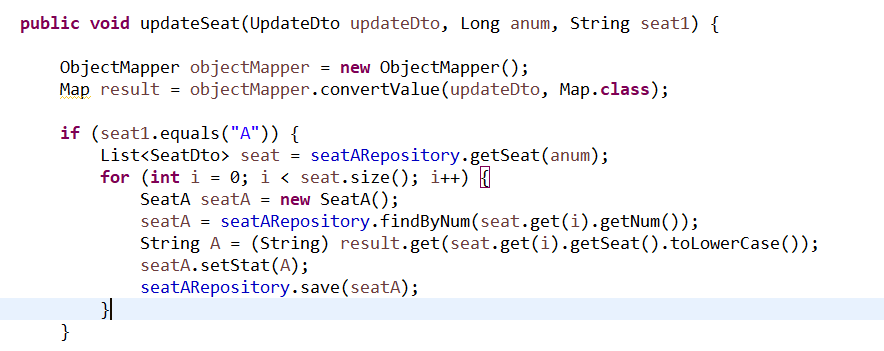 public void updateSeat(UpdateDto updateDto, Long anum, String seat1) {
ObjectMapper objectMapper = new ObjectMapper();
Map result = objectMapper.convertValue(updateDto, Map.class);
if (seat1.equals("A")) {
List<SeatDto> seat = seatARepository.getSeat(anum);
for (int i = 0; i < seat.size(); i++) {
SeatA seatA = new SeatA();
seatA = seatARepository.findByNum(seat.get(i).getNum());
String A = (String) result.get(seat.get(i).getSeat().toLowerCase());
seatA.setStat(A);
seatARepository.save(seatA);
}
}